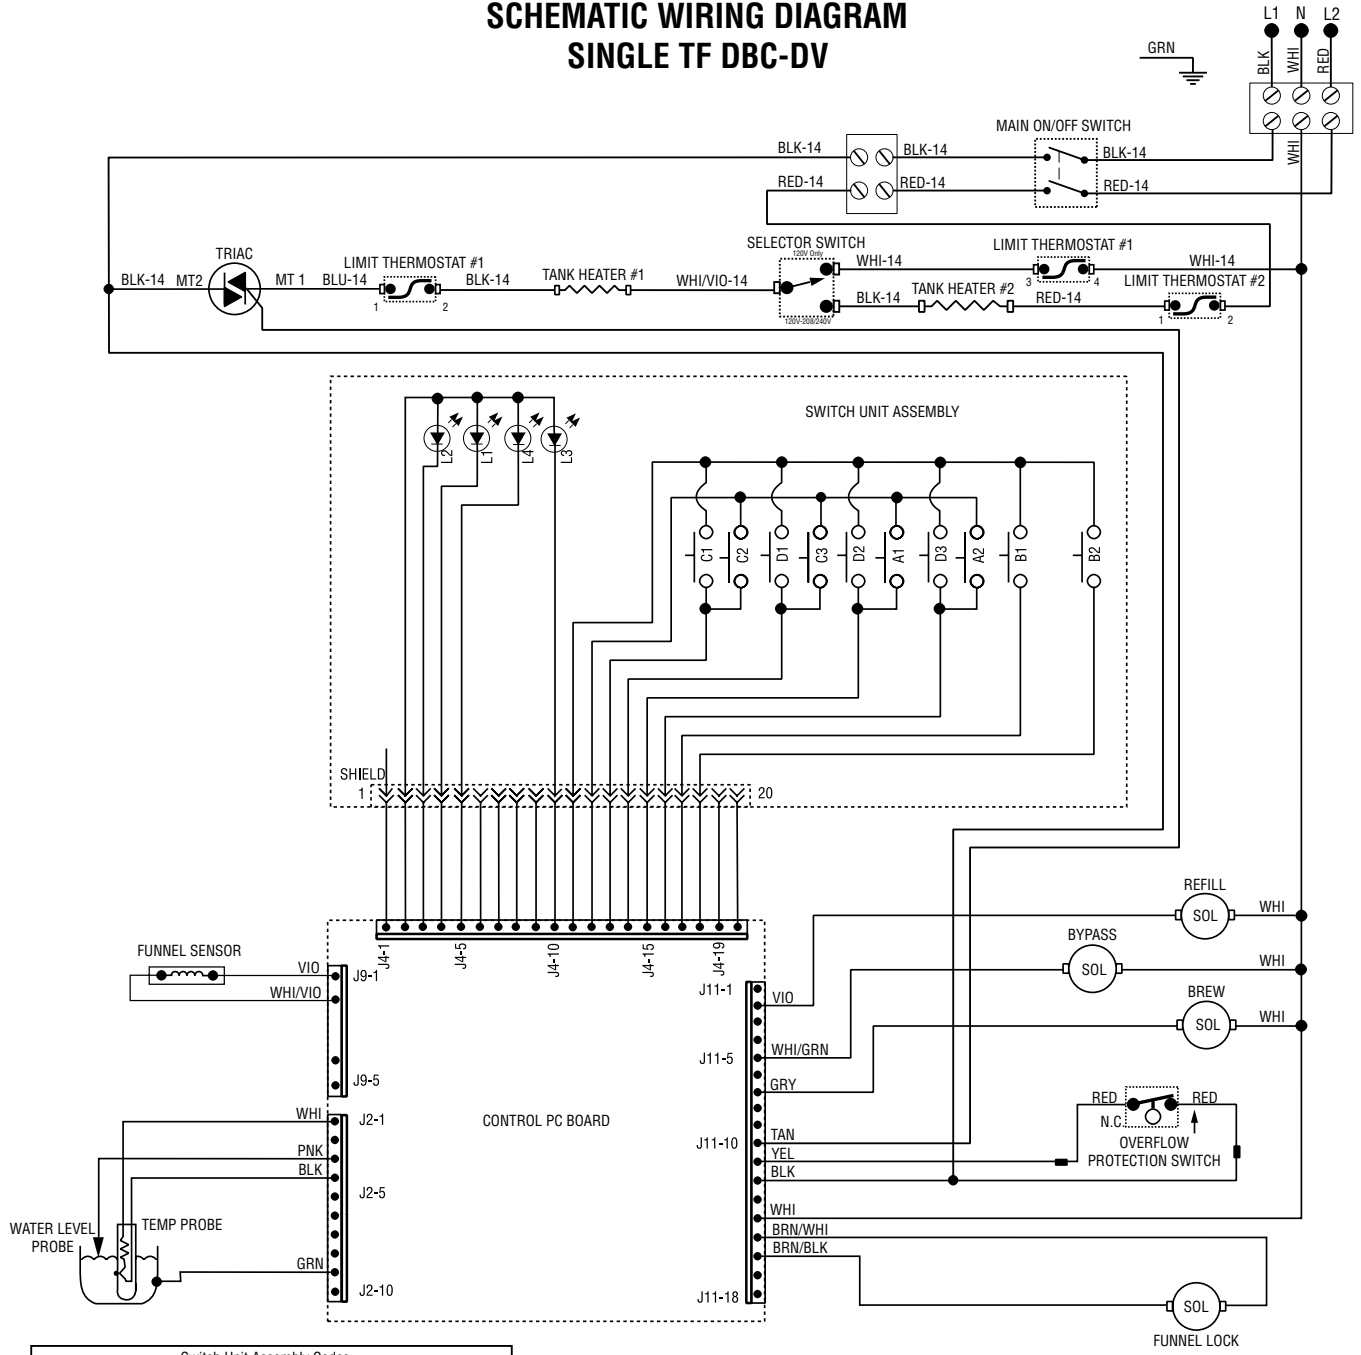 SCHEMATIC WIRING DIAGRAM
SINGLE TF DBC-DV
L1 N L2
GRN
BLK WHI RED
MAIN ON/OFF SWITCH
BLK-14 BLK-14 BLK-14 WHI
RED-14 RED-14 RED-14
TRIAC
SELECTOR SWITCH
120V Only
LIMIT THERMOSTAT #1
LIMIT THERMOSTAT #1
WHI-14 WHI-14
3 4
BLK-14 MT2 MT 1 BLU-14 BLK-14 TANK HEATER #1 WHI/VIO-14
1 2
LIMIT THERMOSTAT #2
TANK HEATER #2
BLK-14 RED-14
1 2
120V-208/240V
SWITCH UNIT ASSEMBLY
L2 L1 L4 L3
C1 C2 D1 C3 D2 A1 D3 A2 B1 B2
SHIELD
1 20
J4-1 J4-5 J4-10 J4-15 J4-19
FUNNEL SENSOR
VIO
WHI/VIO
J9-1
J9-5
WHI
PNK
BLK
GRN
J2-1
J2-5
J2-10
WATER LEVEL
PROBE
TEMP PROBE
CONTROL PC BOARD
J11-1
J11-5
J11-10
J11-18
VIO
WHI/GRN
GRY
TAN
YEL
BLK
WHI
BRN/WHI
BRN/BLK
REFILL
SOL
WHI
BYPASS
SOL
WHI
BREW
SOL
WHI
RED RED
N.C.
OVERFLOW
PROTECTION SWITCH
SOL
FUNNEL LOCK